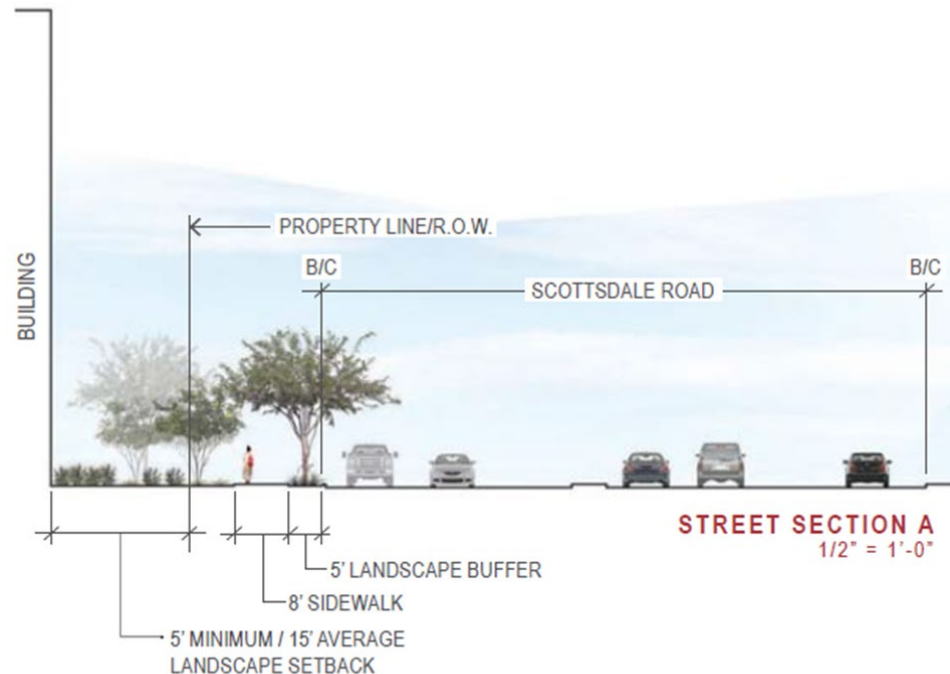 PROPERTY LINE/R.O.W.
BUILDING
B/C
B/C
SCOTTSDALE ROAD
STREET SECTION A
1/2" = 1'-0"
5' LANDSCAPE BUFFER
8' SIDEWALK
5' MINIMUM / 15' AVERAGE
LANDSCAPE SETBACK